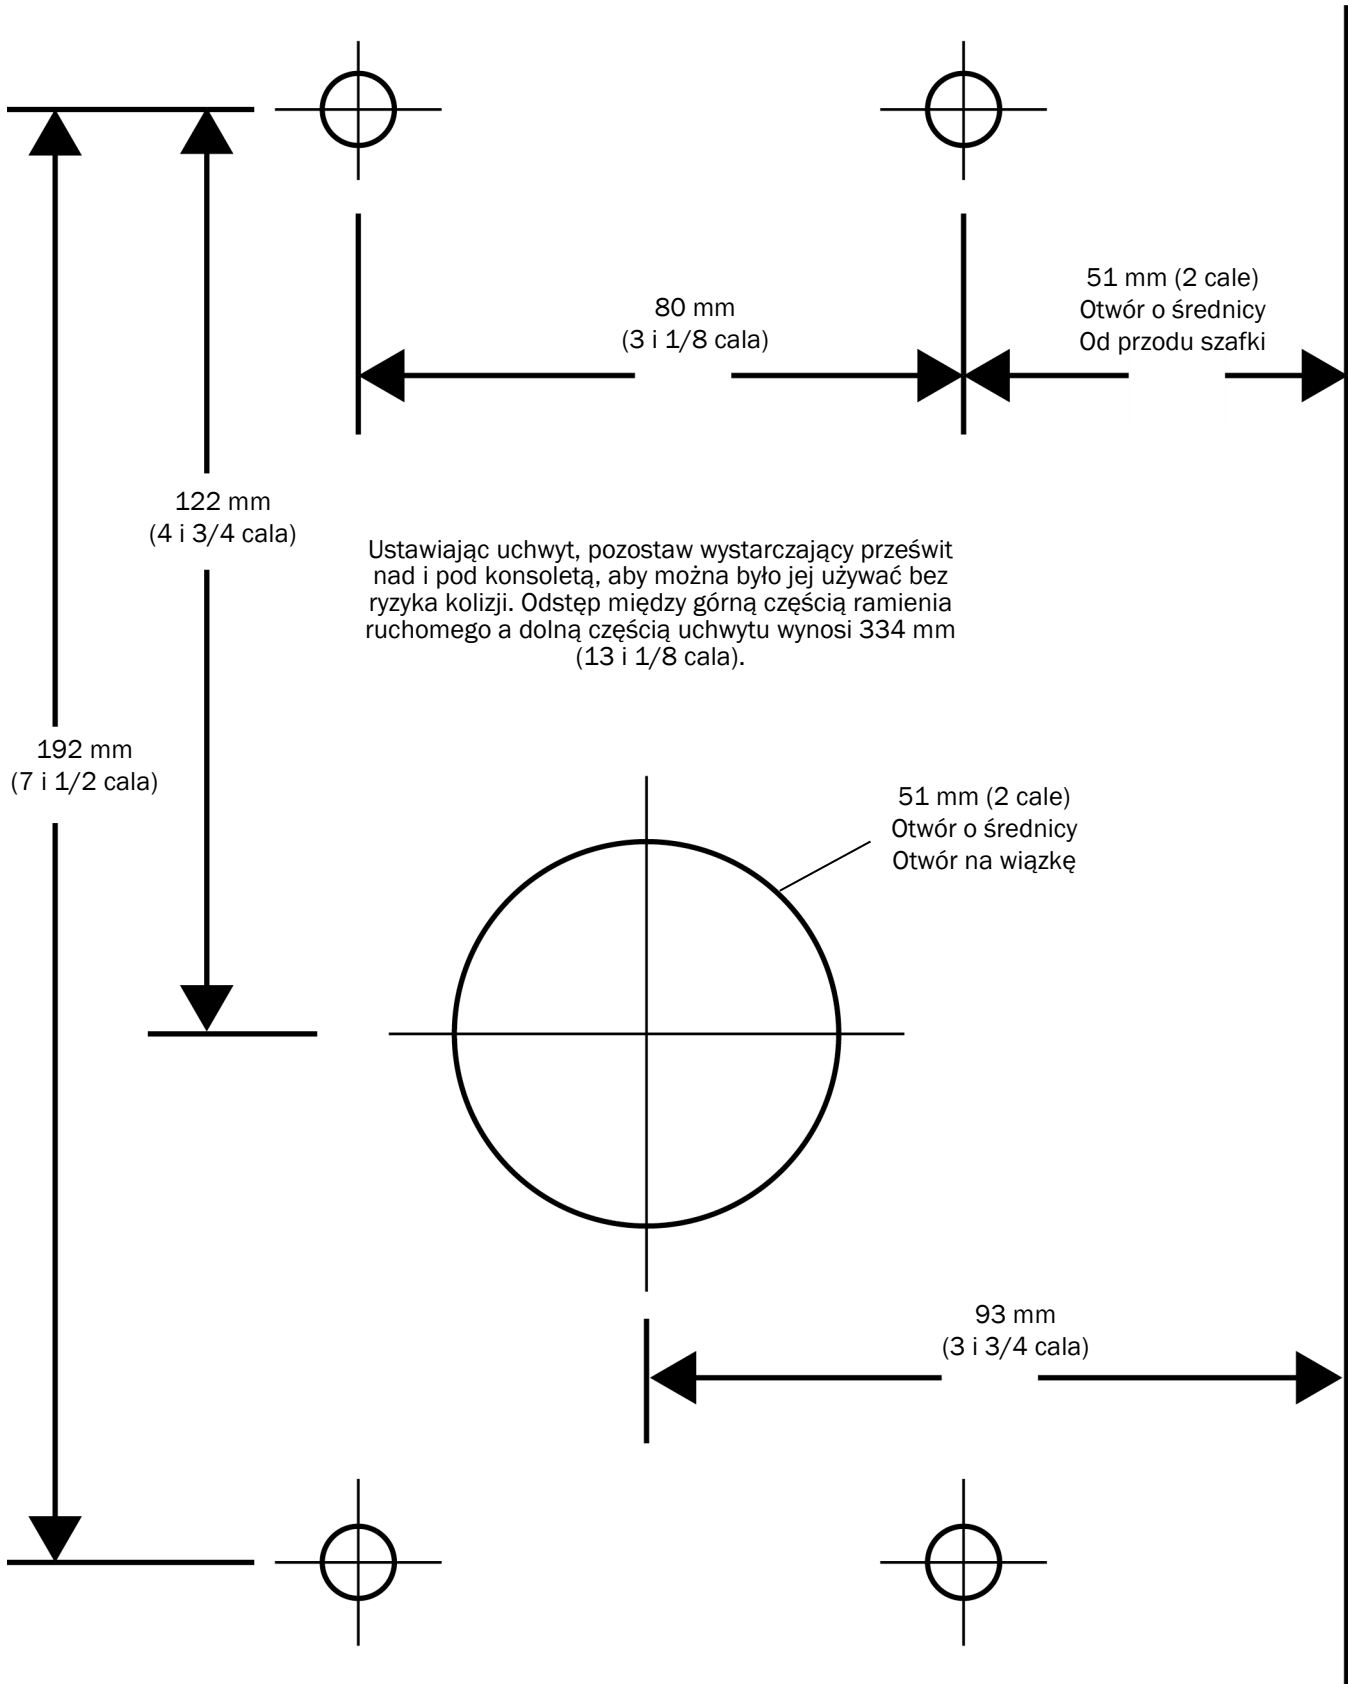 51 mm (2 cale)
Otwór o średnicy
Od przodu szafki
80 mm
(3 i 1/8 cala)
122 mm
(4 i 3/4 cala)
Ustawiając uchwyt, pozostaw wystarczający prześwit
nad i pod konsoletą, aby można było jej używać bez
ryzyka kolizji. Odstęp między górną częścią ramienia
ruchomego a dolną częścią uchwytu wynosi 334 mm
(13 i 1/8 cala).
192 mm
(7 i 1/2 cala)
51 mm (2 cale)
Otwór o średnicy
Otwór na wiązkę
93 mm
(3 i 3/4 cala)